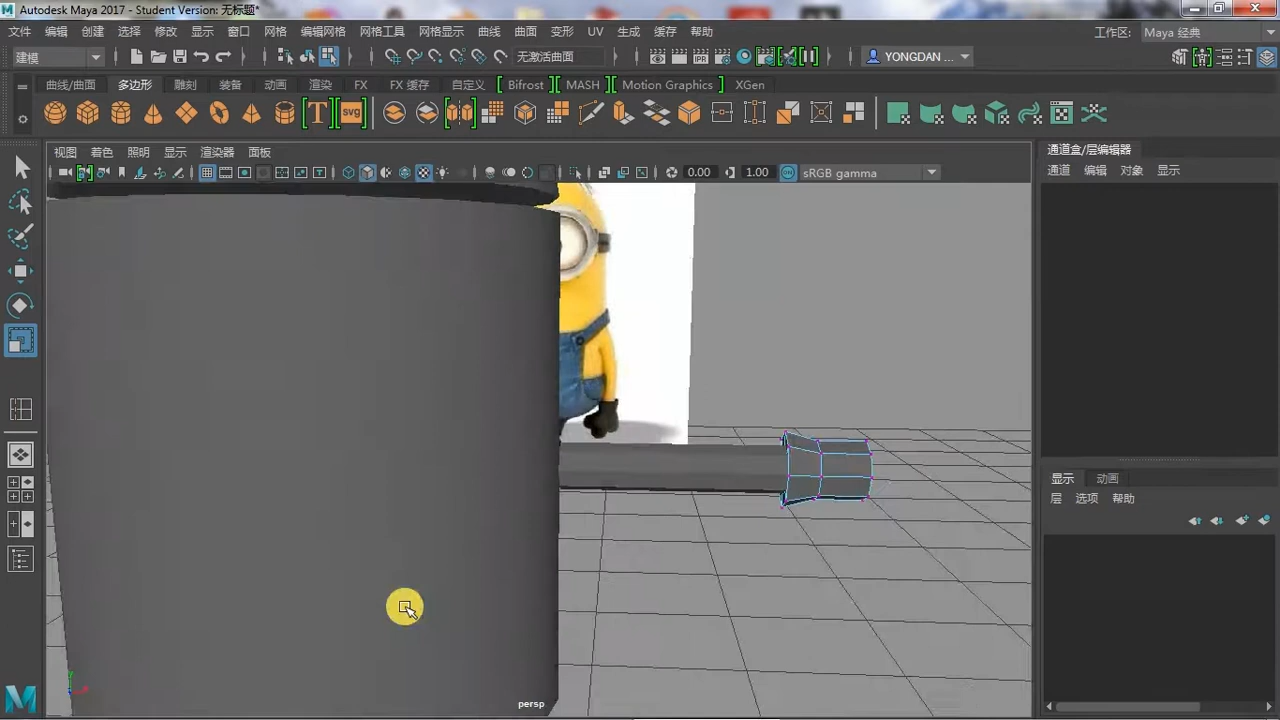 Autodesk Maya 2017 - Student Version: 无标题*
文件 编辑 创建 选择 修改 显示 窗口 网格 编辑网格 网格工具 网格显示 曲线 曲面 变形 UV 生成 缓存 帮助 工作区: Maya 经典
建模 无激活曲面 IPR YONGDAN ...
曲线/曲面 多边形 雕刻 装备 动画 渲染 FX FX 缓存 自定义 Bifrost MASH Motion Graphics XGen
T svg
视图 着色 照明 显示 渲染器 面板 通道盒/层编辑器
0.00 1.00 ON sRGB gamma 通道 编辑 对象 显示
显示 动画
层 选项 帮助
y
persp